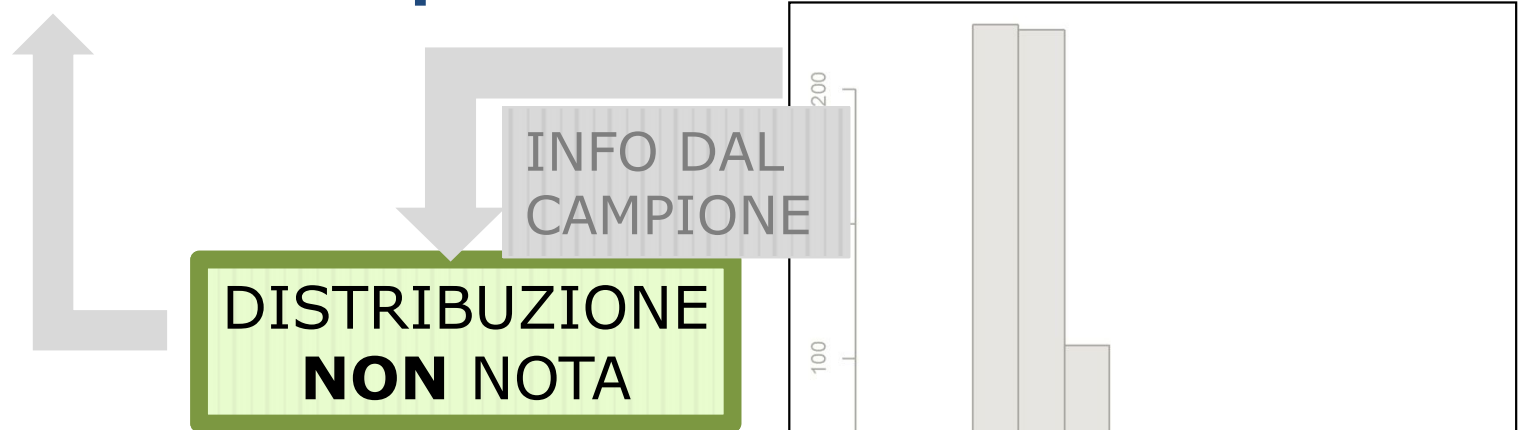 INFO DAL
CAMPIONE
DISTRIBUZIONE
NON NOTA
200
100